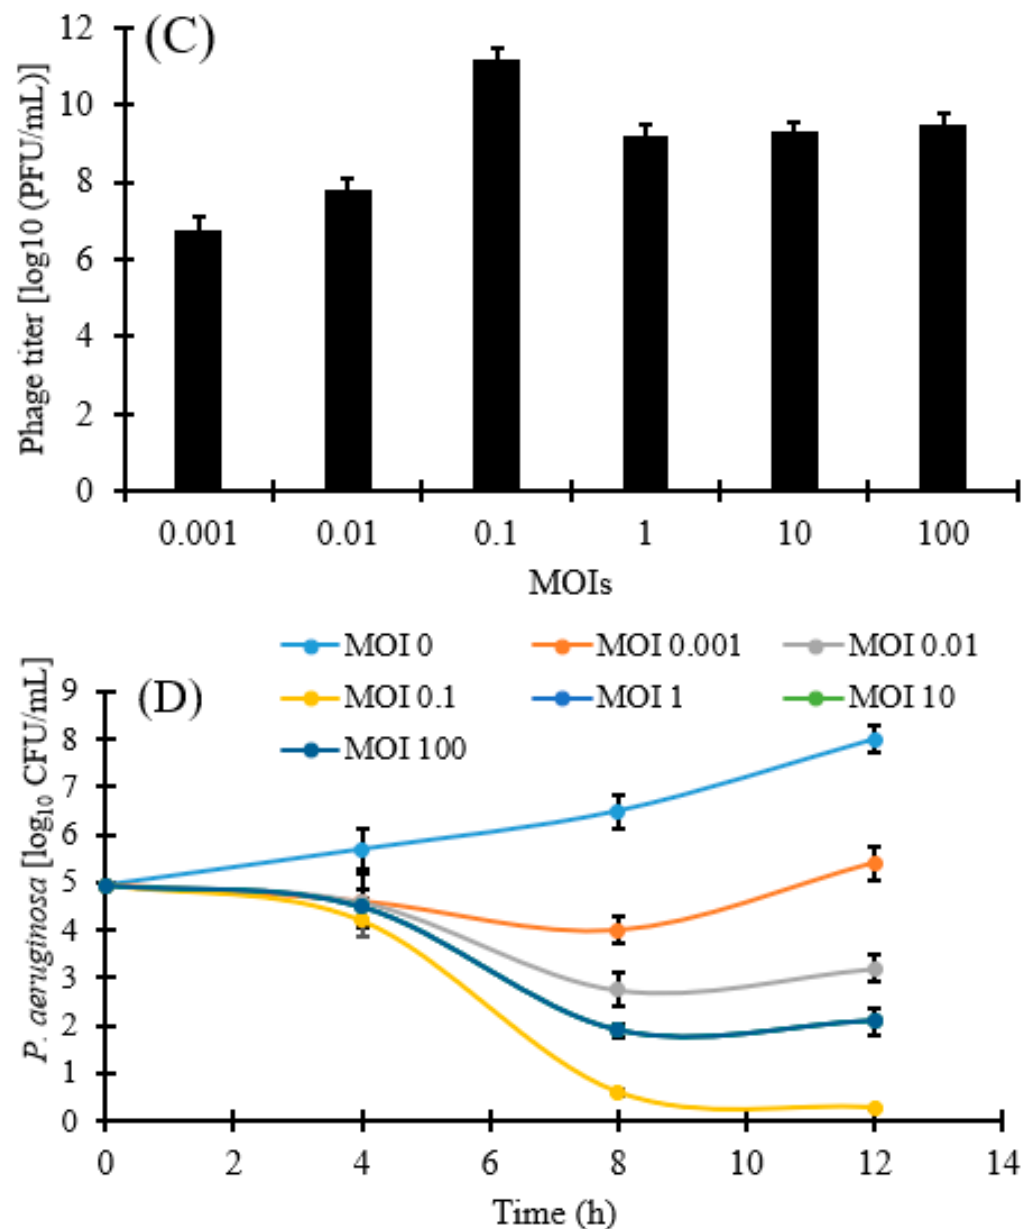 (C)
Phage titer [log10 (PFU/mL)]
12
10
8
6
4
2
0
0.001 0.01 0.1 1 10 100
MOIs
MOI 0 MOI 0.001 MOI 0.01
MOI 0.1 MOI 1 MOI 10
MOI 100
(D)
P. aeruginosa [log₁₀ CFU/mL]
9
8
7
6
5
4
3
2
1
0
0 2 4 6 8 10 12 14
Time (h)